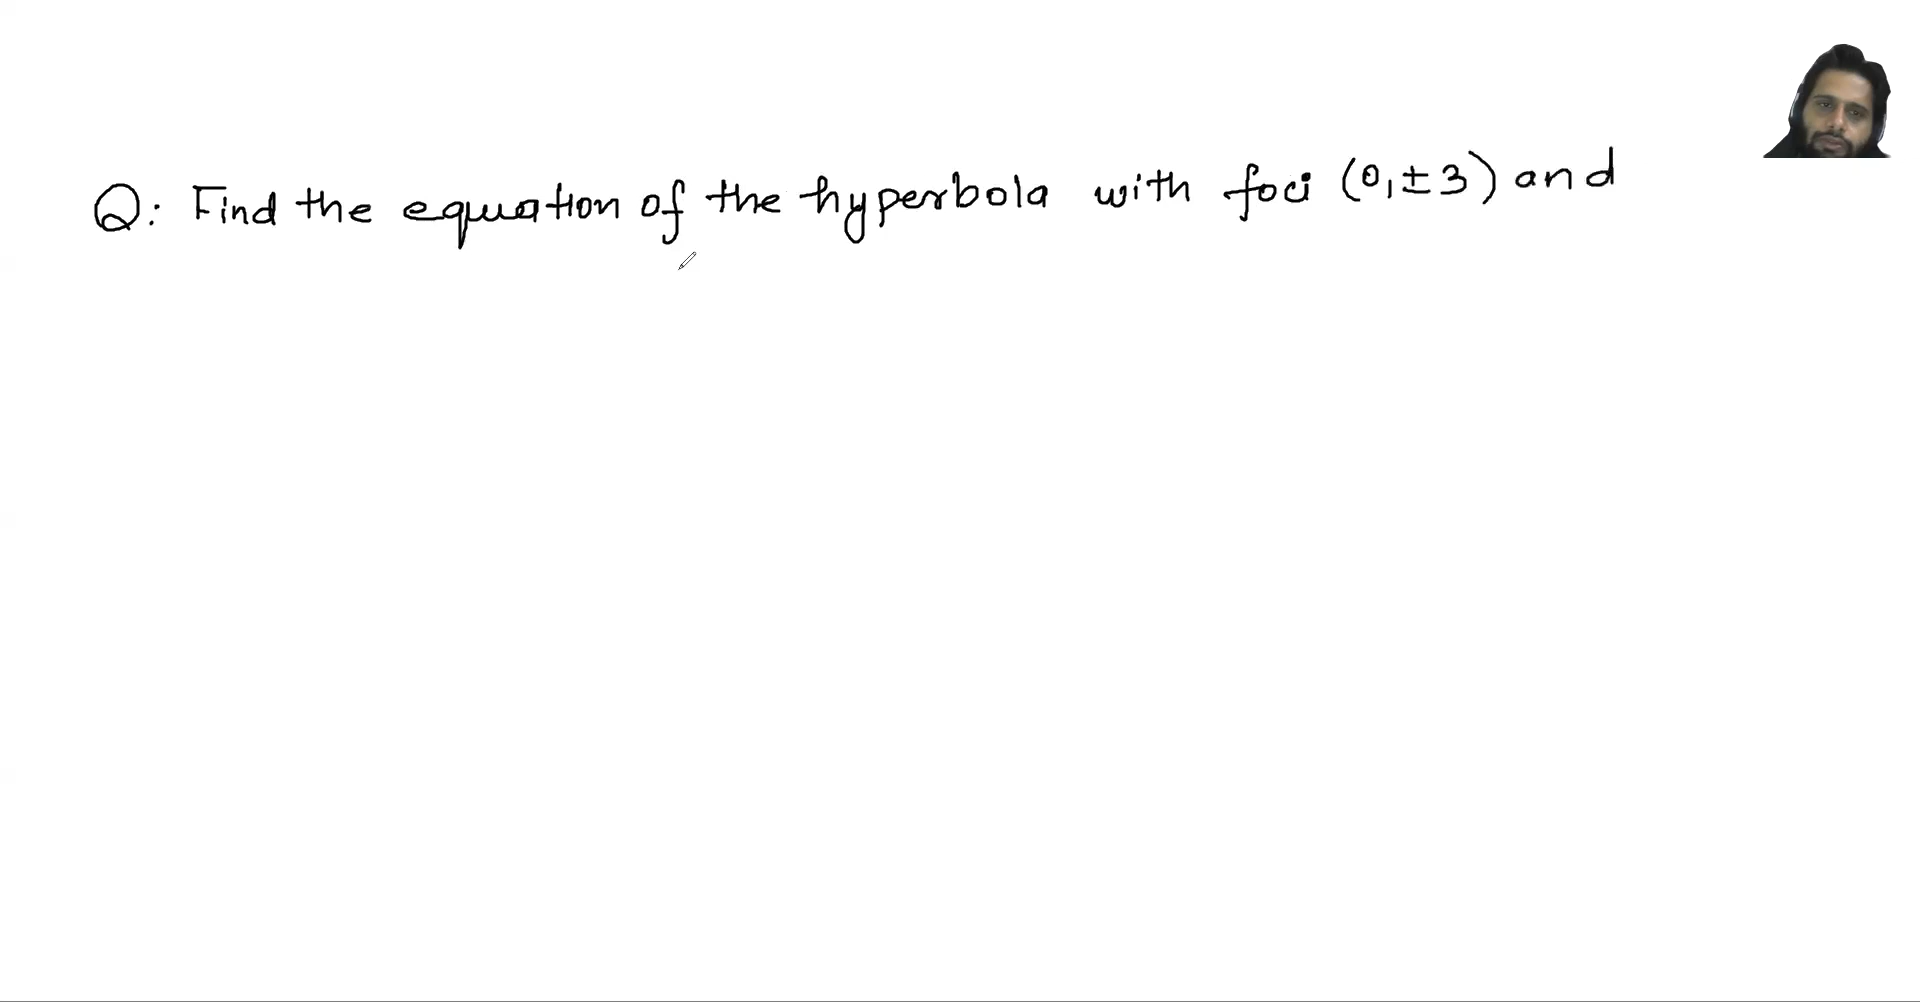 Q: Find the equation of the hyperbola with foci (0, ± 3) and